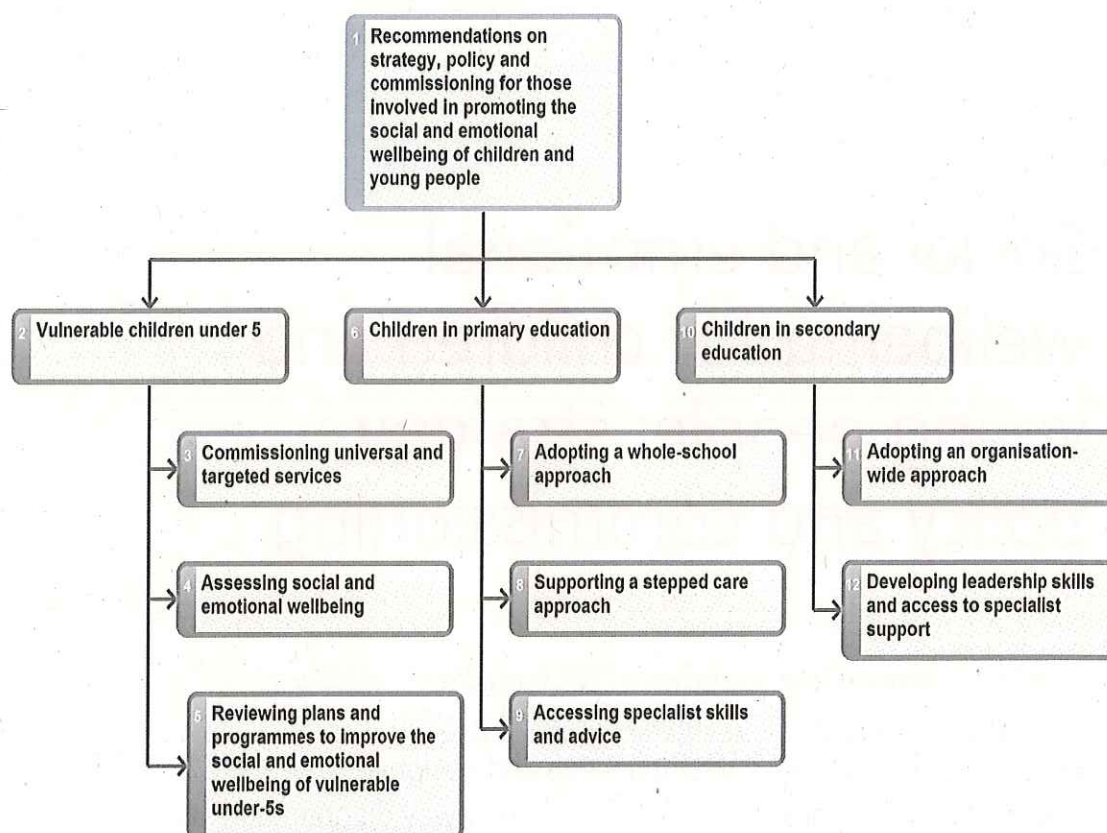 1 Recommendations on
strategy, policy and
commissioning for those
involved in promoting the
social and emotional
wellbeing of children and
young people
2 Vulnerable children under 5
3 Commissioning universal and
targeted services
4 Assessing social and
emotional wellbeing
5 Reviewing plans and
programmes to improve the
social and emotional
wellbeing of vulnerable
under-5s
6 Children in primary education
7 Adopting a whole-school
approach
8 Supporting a stepped care
approach
9 Accessing specialist skills
and advice
10 Children in secondary
education
11 Adopting an organisation-
wide approach
12 Developing leadership skills
and access to specialist
support